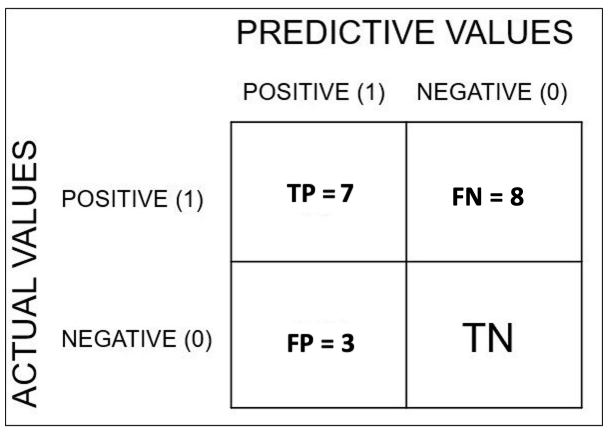 PREDICTIVE VALUES
POSITIVE (1) NEGATIVE (0)
ACTUAL VALUES
POSITIVE (1) TP = 7 FN = 8
NEGATIVE (0) FP = 3 TN